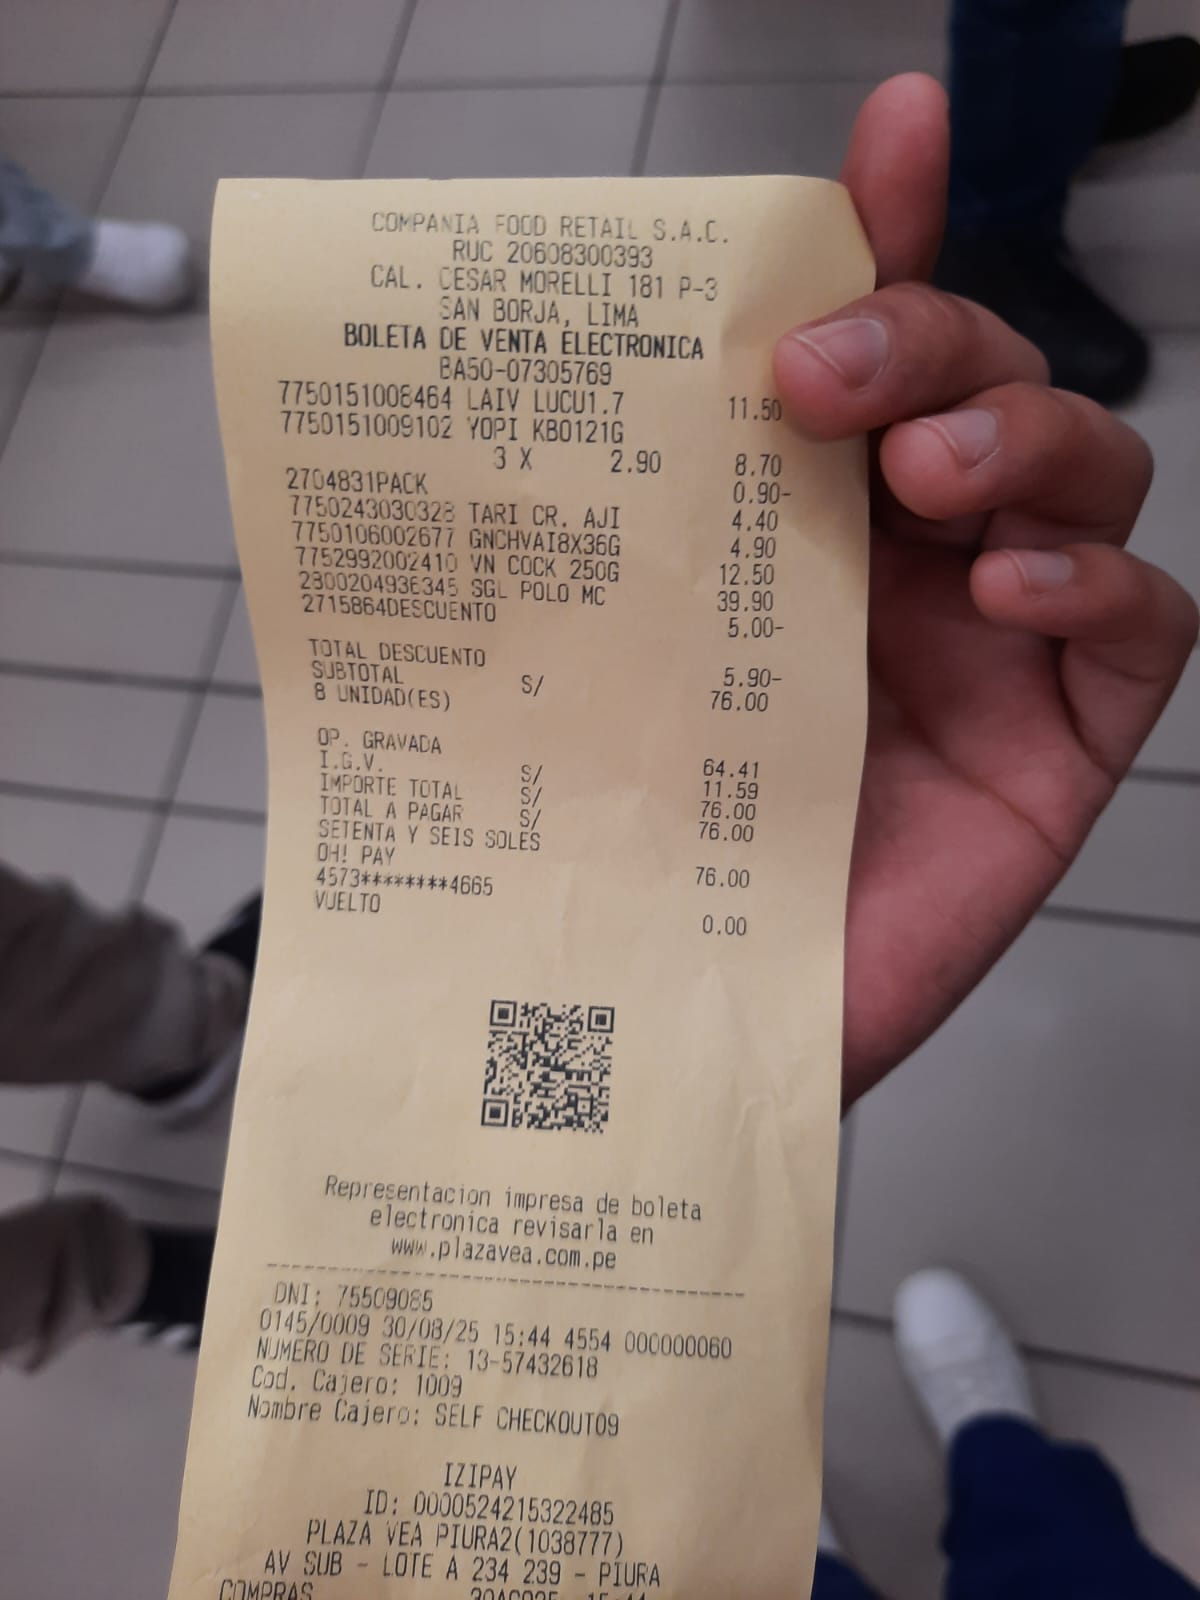 COMPANIA FOOD RETAIL S.A.C.
RUC 20608300393
CAL. CESAR MORELLI 181 P-3
SAN BORJA, LIMA
BOLETA DE VENTA ELECTRONICA
BA50-07305769
7750151008464 LAIV LUCU1.7 11.50
7750151009102 YOPI KBO121G
3 X 2.90 8.70
2704831PACK 0.90-
7750243030328 TARI CR. AJI 4.40
7750106002677 GNCHVAI8X36G 4.90
7752992002410 VN COCK 250G 12.50
2800204936345 SGL POLO MC 39.90
2715864DESCUENTO 5.00-
TOTAL DESCUENTO 5.90-
SUBTOTAL S/ 76.00
8 UNIDAD(ES)
OP. GRAVADA S/ 64.41
I.G.V. S/ 11.59
IMPORTE TOTAL S/ 76.00
TOTAL A PAGAR 76.00
SETENTA Y SEIS SOLES
OH! PAY 76.00
4573********4665
VUELTO 0.00
Representacion impresa de boleta
electronica revisarla en
www.plazavea.com.pe
DNI: 75509085
0145/0009 30/08/25 15:44 4554 000000060
NUMERO DE SERIE: 13-57432618
Cod. Cajero: 1009
Nombre Cajero: SELF CHECKOUT09
IZIPAY
ID: 0000524215322485
PLAZA VEA PIURA2(1038777)
AV SUB - LOTE A 234 239 - PIURA
COMPRAS